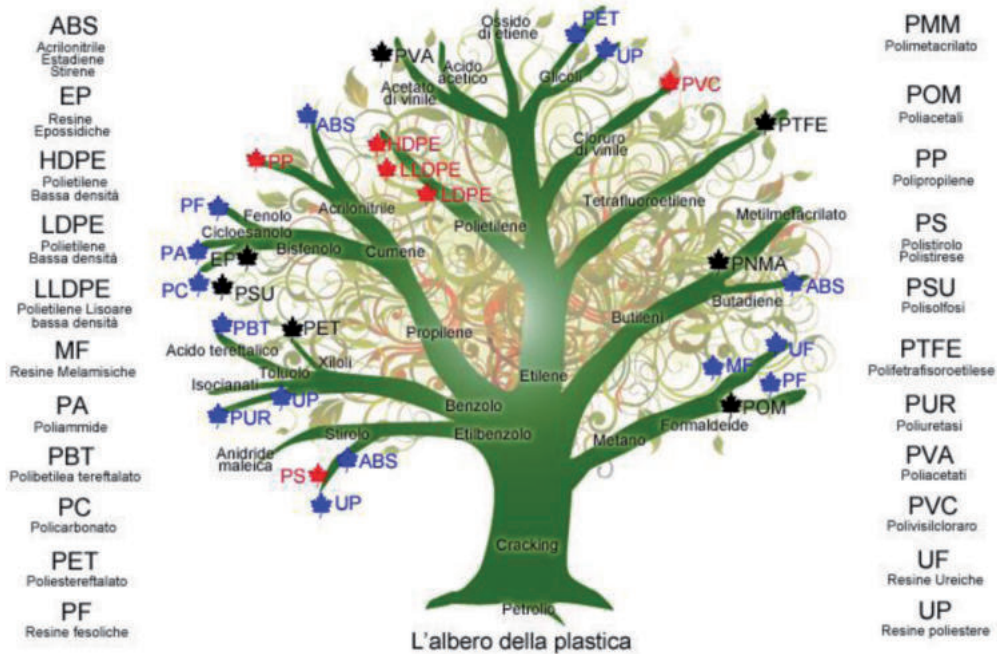 ABS
Acrilonitrile
Estadiene
Stirene
EP
Resine
Epossidiche
HDPE
Polietilene
Bassa densità
LDPE
Polietilene
Bassa densità
LLDPE
Polietilene Lisoare
bassa densità
MF
Resine Melamisiche
PA
Poliammide
PBT
Polibetilea tereftalato
PC
Policarbonato
PET
Poliestereftalato
PF
Resine fesoliche
Ossido
di etiene
PET
UP
PVA
Acido
acetico
Glicoli
Acetato
di vinile
PVC
ABS
HDPE
Cloruro
di vinile
PTFE
PP
LLDPE
LDPE
Tetrafluoroetilene
PF
Fenolo
Acrilonitrile
Polietilene
Metilmetacrilato
Cicloesanolo
Bisfenolo
Cumene
PA
EP
PNMA
PC
PSU
Butadiene
ABS
PBT
PET
Propilene
Butileni
Acido tereftalico
Xiloli
UF
Toluolo
Etilene
MF
Isocianati
PF
UP
Benzolo
POM
PUR
Formaldeide
Stirolo
Etilbenzolo
Metano
Anidride
maleica
ABS
PS
UP
Cracking
Petrolio
L'albero della plastica
PMM
Polimetacrilato
POM
Poliacetali
PP
Polipropilene
PS
Polistirolo
Polistirese
PSU
Polisolfosi
PTFE
Polifetrafisoroetilese
PUR
Poliuretasi
PVA
Poliacetati
PVC
Polivisilcloraro
UF
Resine Ureiche
UP
Resine poliestere